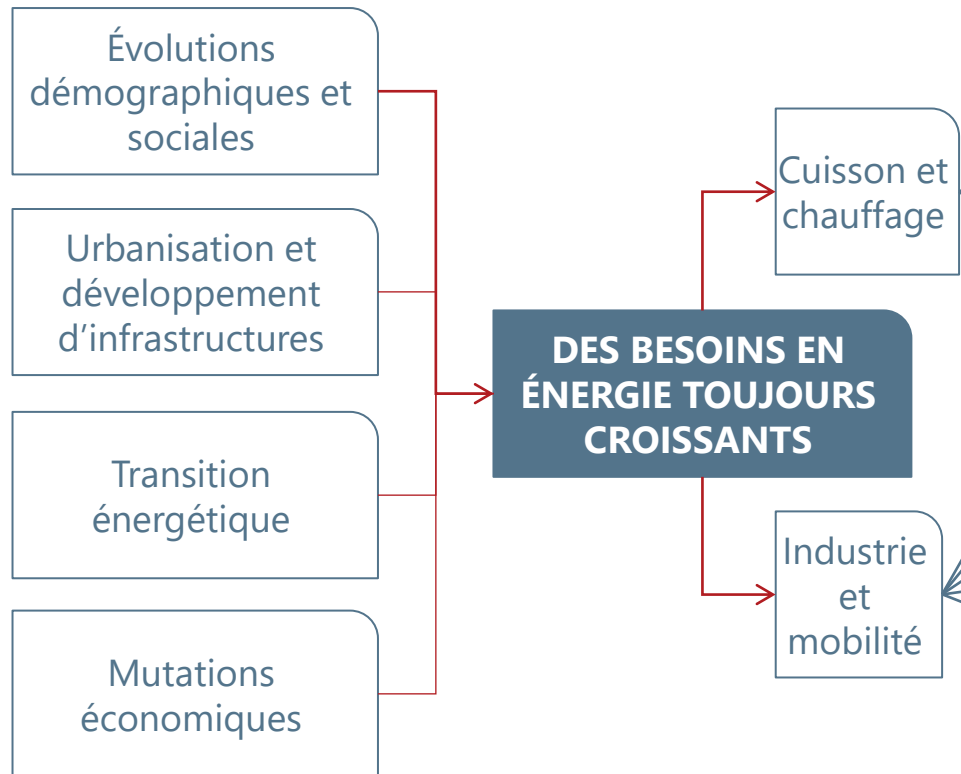 Évolutions
démographiques et
sociales
Urbanisation et
développement
d’infrastructures
Transition
énergétique
Mutations
économiques
DES BESOINS EN
ÉNERGIE TOUJOURS
CROISSANTS
Cuisson et
chauffage
Industrie
et
mobilité